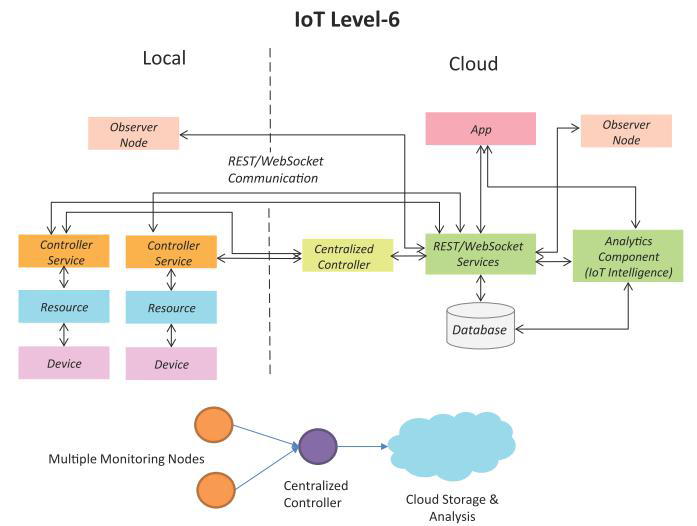 IoT Level-6
Local
Cloud
Observer
Node
App
Observer
Node
REST/WebSocket
Communication
Controller
Service
Controller
Service
Centralized
Controller
REST/WebSocket
Services
Analytics
Component
(IoT Intelligence)
Resource
Resource
Database
Device
Device
Multiple Monitoring Nodes
Centralized
Controller
Cloud Storage &
Analysis